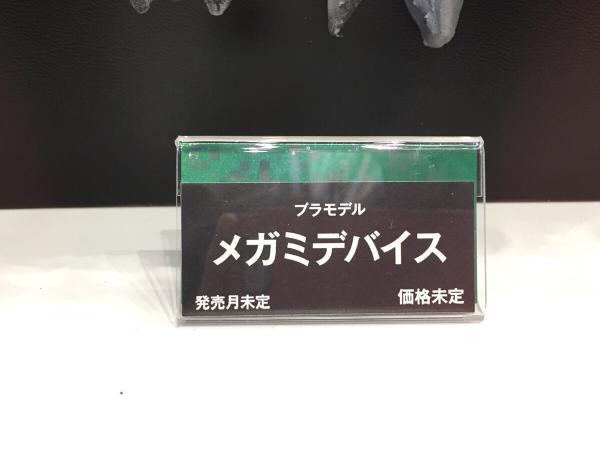 プラモデル
メガミデバイス
発売月未定
価格未定